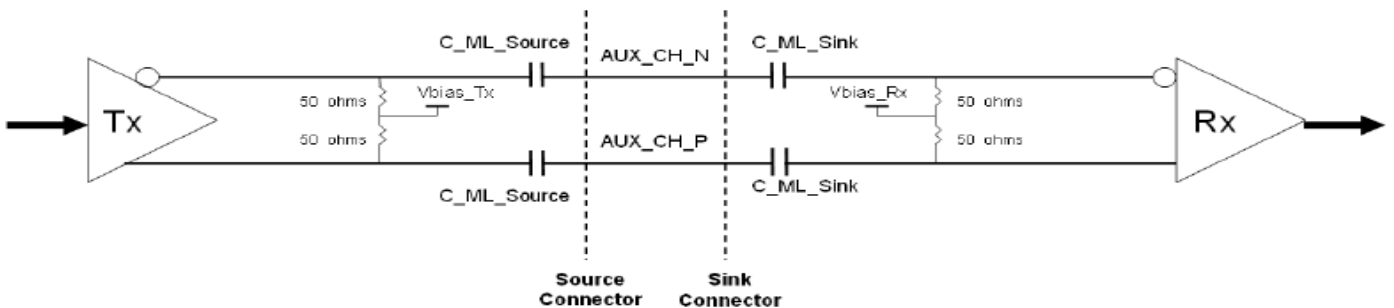 C_ML_Source
AUX_CH_N
C_ML_Sink
50 ohms
Vbias_Tx
Vbias_Rx
50 ohms
Tx
50 ohms
50 ohms
Rx
AUX_CH_P
C_ML_Source
C_ML_Sink
Source
Connector
Sink
Connector